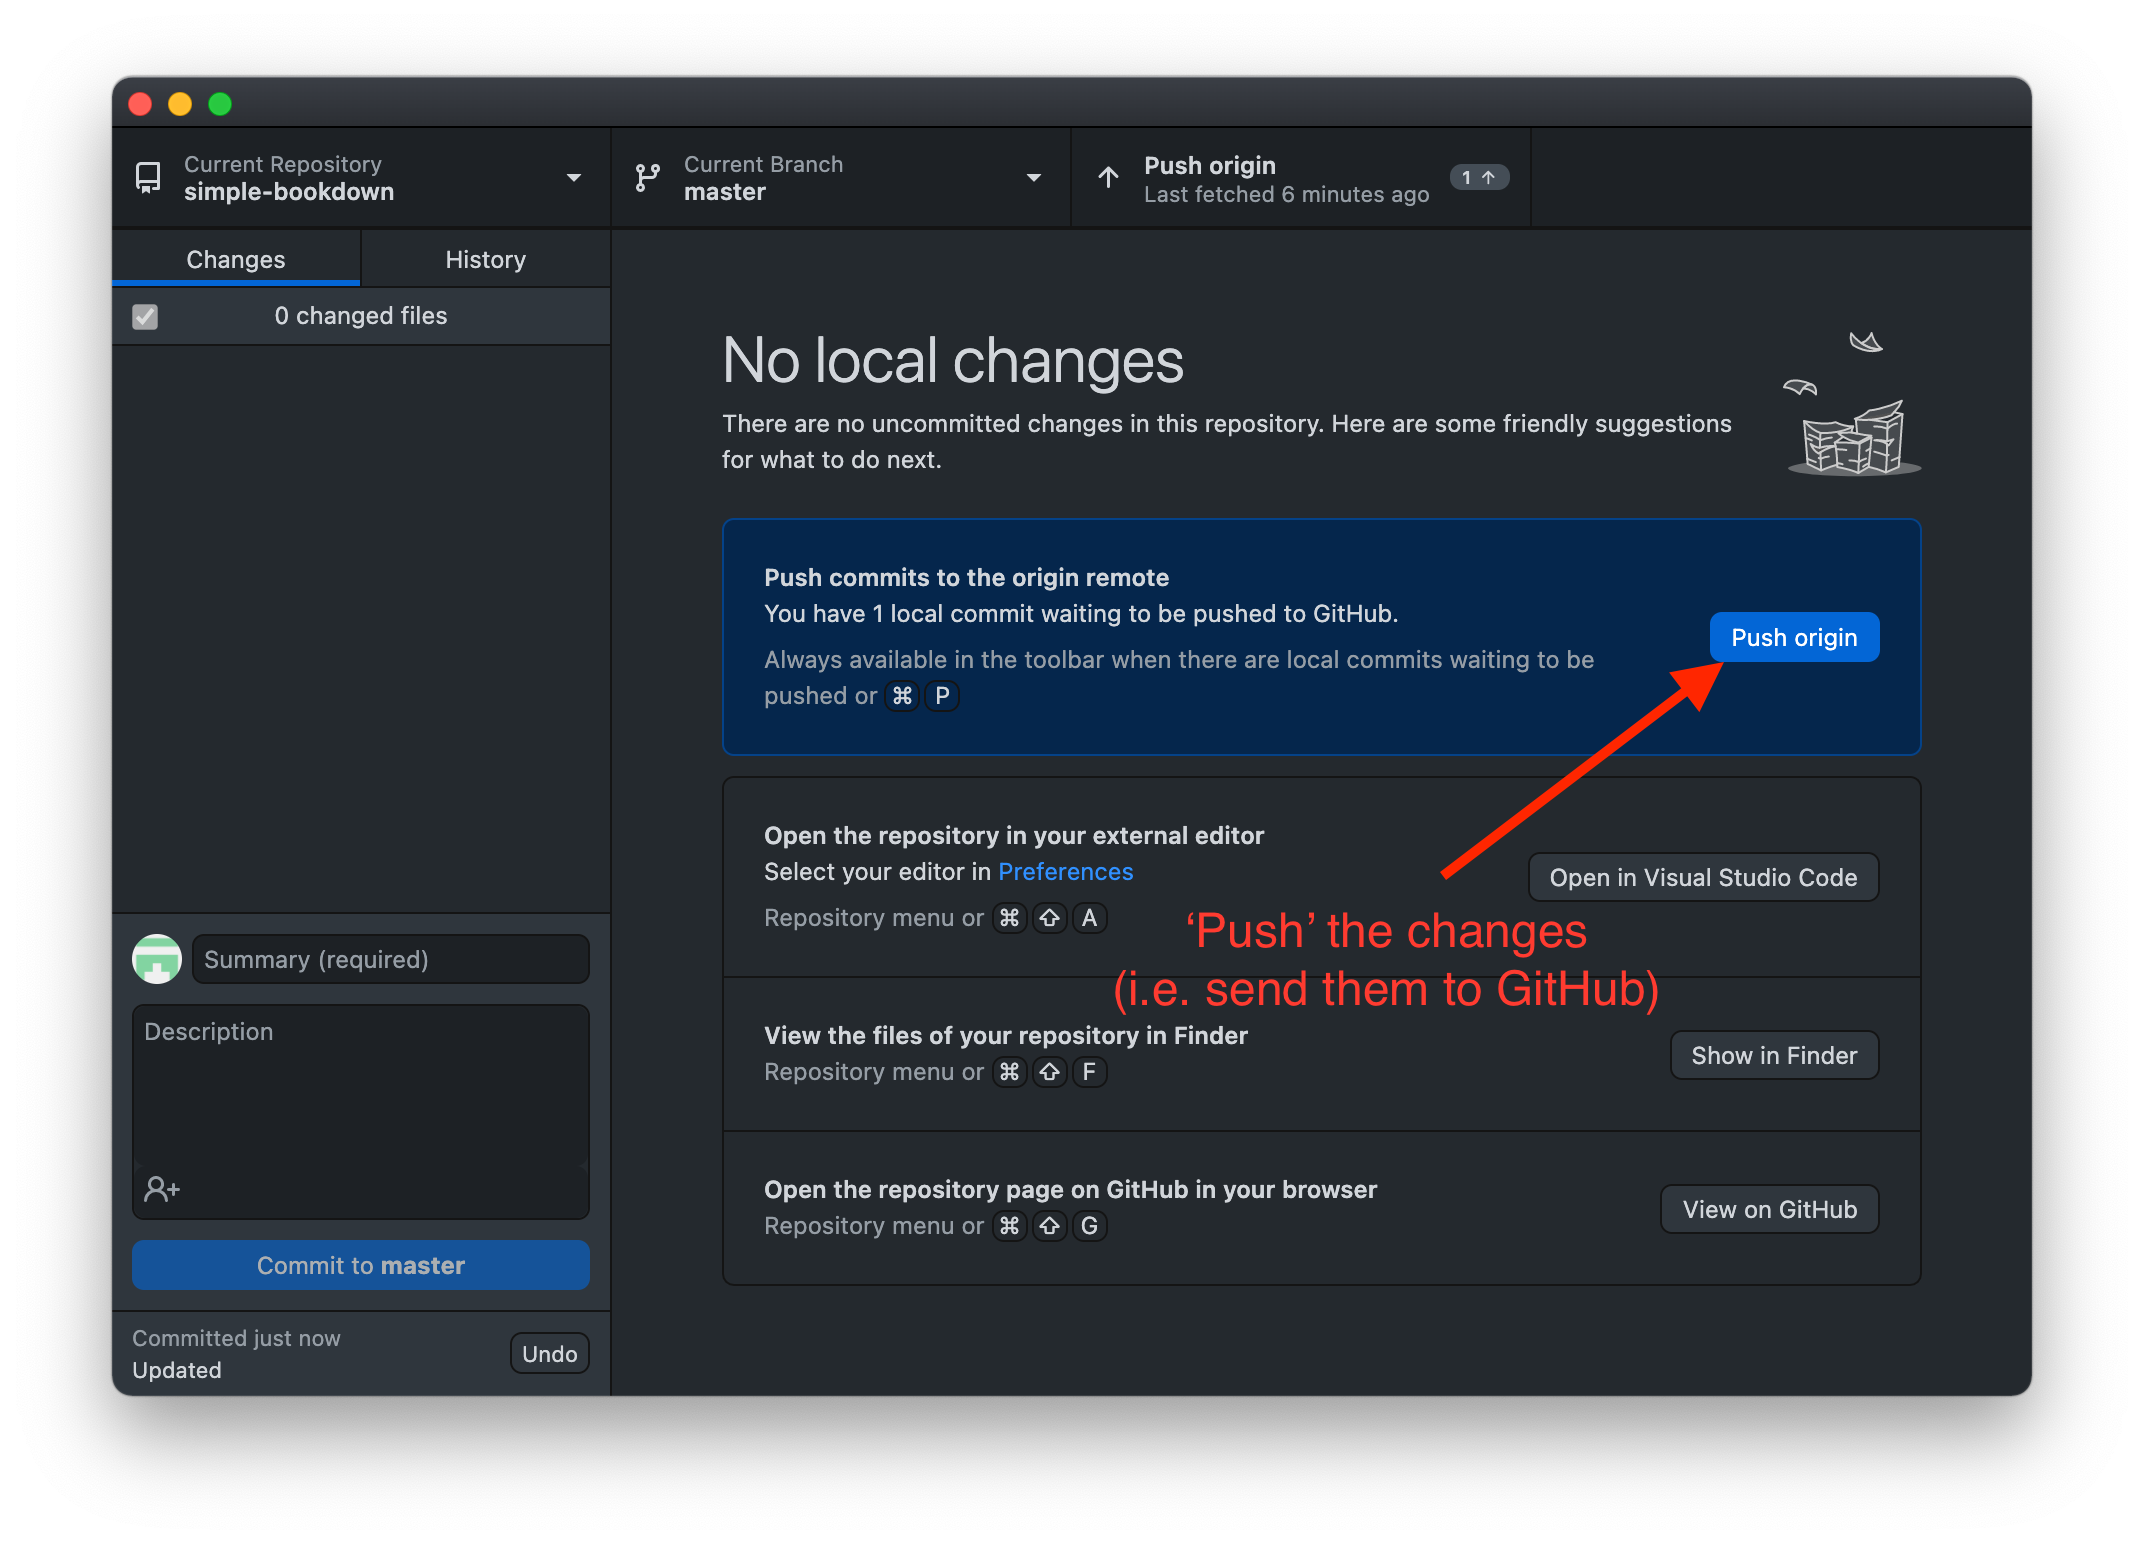 Current Repository
simple-bookdown
Current Branch
master
Push origin
Last fetched 6 minutes ago
1 ↑
Changes
History
0 changed files
No local changes
There are no uncommitted changes in this repository. Here are some friendly suggestions
for what to do next.
Push commits to the origin remote
You have 1 local commit waiting to be pushed to GitHub.
Always available in the toolbar when there are local commits waiting to be
pushed or ⌘ P
Push origin
Open the repository in your external editor
Select your editor in Preferences
Repository menu or ⌘ ⇧ A
Open in Visual Studio Code
‘Push’ the changes
(i.e. send them to GitHub)
View the files of your repository in Finder
Repository menu or ⌘ ⇧ F
Show in Finder
Open the repository page on GitHub in your browser
Repository menu or ⌘ ⇧ G
View on GitHub
Summary (required)
Description
Commit to master
Committed just now
Updated
Undo